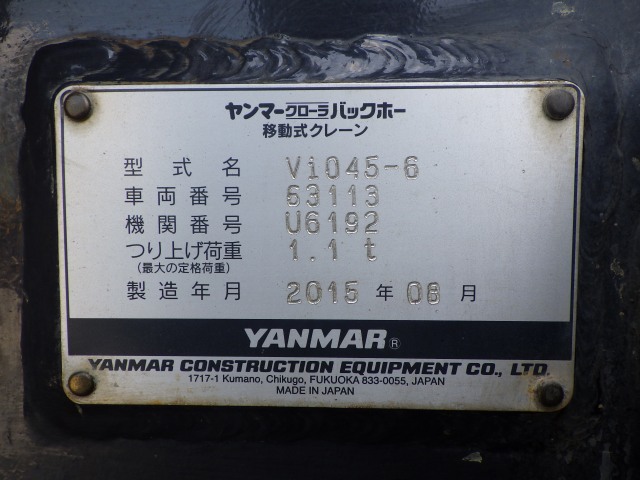 ヤンマークローラバックホー
移動式クレーン
型式名 Vi045-6
車両番号 63113
機関番号 U6192
つり上げ荷重 1.1 t
(最大の定格荷重)
製造年月 2015 年 08 月
YANMAR®
YANMAR CONSTRUCTION EQUIPMENT CO., LTD.
1717-1 Kumano, Chikugo, FUKUOKA 833-0055, JAPAN
MADE IN JAPAN